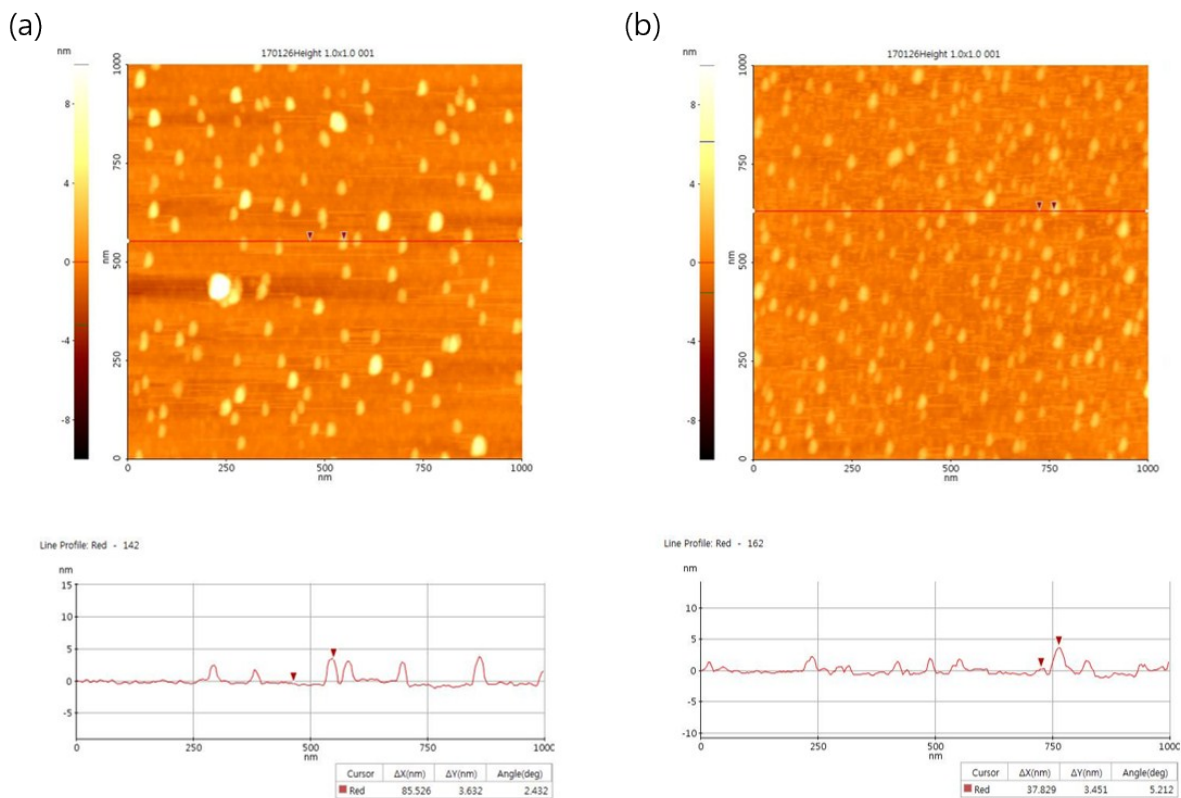 (a)
nm
170126Height 1.0x1.0 001
8
4
0
-4
-8
1000
750
500
250
0
0 250 500 750 1000
nm
Line Profile: Red - 142
nm
15
10
5
0
-5
0 250 500 750 1000
nm
Cursor ΔX(nm) ΔY(nm) Angle(deg)
Red 85.526 3.632 2.432
(b)
nm
170126Height 1.0x1.0 001
8
4
0
-4
-8
1000
750
500
250
0
0 250 500 750 1000
nm
Line Profile: Red - 162
nm
10
5
0
-5
-10
0 250 500 750 1000
nm
Cursor ΔX(nm) ΔY(nm) Angle(deg)
Red 37.829 3.451 5.212